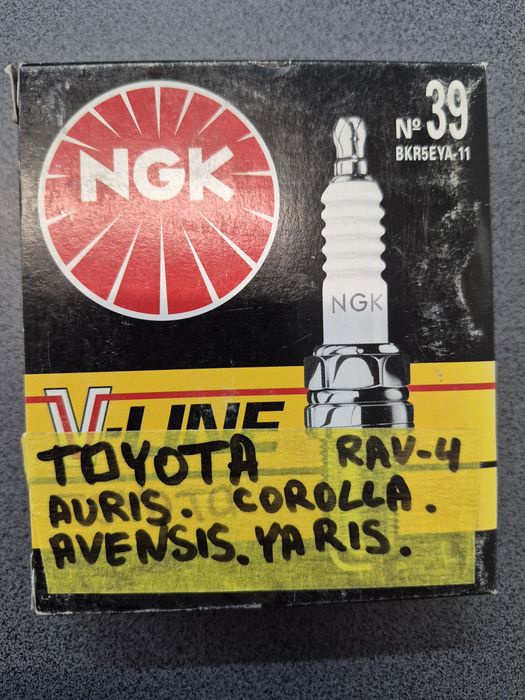 NGK
Nº 39
BKR5EYA-11
NGK
V-LINE
TOYOTA RAV-4
AURIS. COROLLA.
AVENSIS. YARIS.